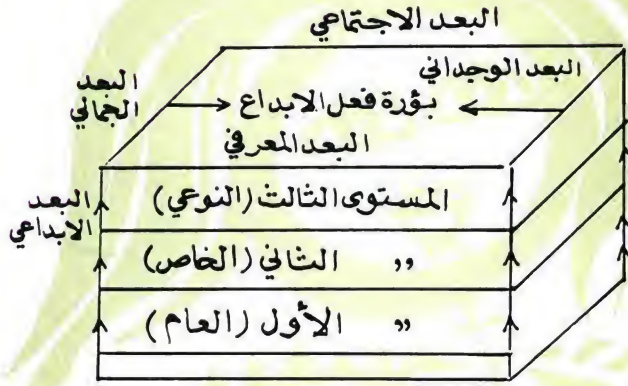 البعد الاجتماعي
البعد الوجداني
البعد
الجمالي
بؤرة فعل الابداع
البعد المعرفي
المستوى الثالث (النوعي)
البعد
الابداعي
" الثاني (الخاص)
" الأول (العام)